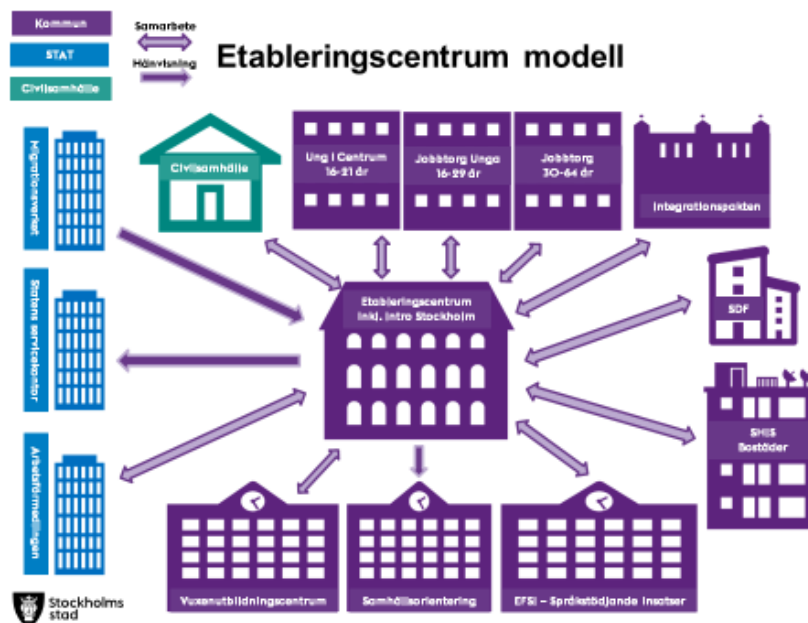 Kommun
STAT
Civilsamhälle
Samarbete
Hänvisning
Etableringscentrum modell
Migrationsverket
Statens servicekontor
Arbetsförmedlingen
Civilsamhälle
Ung i Centrum
16-21 år
Jobbtorg Unga
16-29 år
Jobbtorg
30-64 år
Integrationspakten
Etableringscentrum
inkl. intro Stockholm
SDF
SHIS
Bostäder
Vuxenutbildningscentrum
Samhällsorientering
EFSI – Språkstödjande insatser
Stockholms
stad